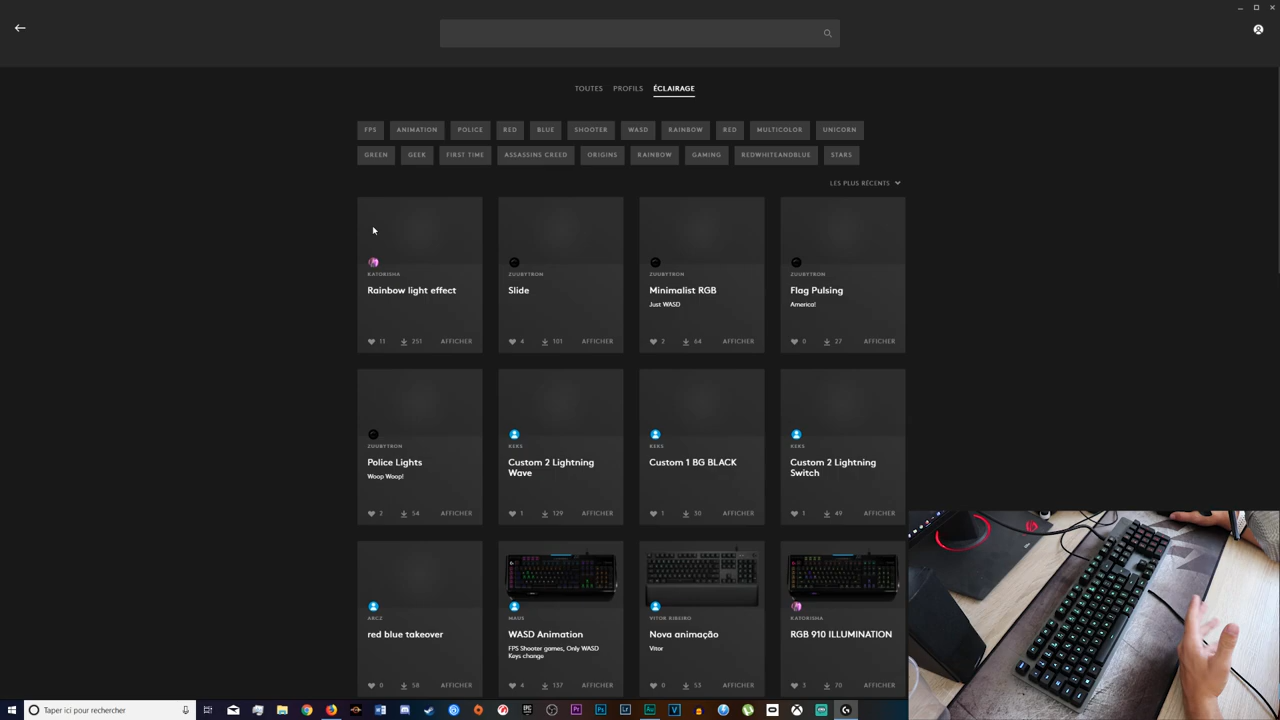 TOUTES PROFILS ÉCLAIRAGE
FPS ANIMATION POLICE RED BLUE SHOOTER WASD RAINBOW RED MULTICOLOR UNICORN
GREEN GEEK FIRST TIME ASSASSINS CREED ORIGINS RAINBOW GAMING REDWHITEANDBLUE STARS
LES PLUS RÉCENTS
KATORISHA
Rainbow light effect
11 251 AFFICHER
ZUUBYTRON
Slide
4 101 AFFICHER
ZUUBYTRON
Minimalist RGB
Just WASD
2 64 AFFICHER
ZUUBYTRON
Flag Pulsing
America!
0 27 AFFICHER
ZUUBYTRON
Police Lights
Woop Woop!
2 54 AFFICHER
KEKS
Custom 2 Lightning
Wave
1 129 AFFICHER
KEKS
Custom 1 BG BLACK
1 30 AFFICHER
KEKS
Custom 2 Lightning
Switch
1 49 AFFICHER
ARCZ
red blue takeover
0 58 AFFICHER
MAUS
WASD Animation
FPS Shooter games, Only WASD
Keys change
4 137 AFFICHER
VITOR RIBEIRO
Nova animação
Vitor
0 53 AFFICHER
KATORISHA
RGB 910 ILLUMINATION
3 70
Taper ici pour rechercher